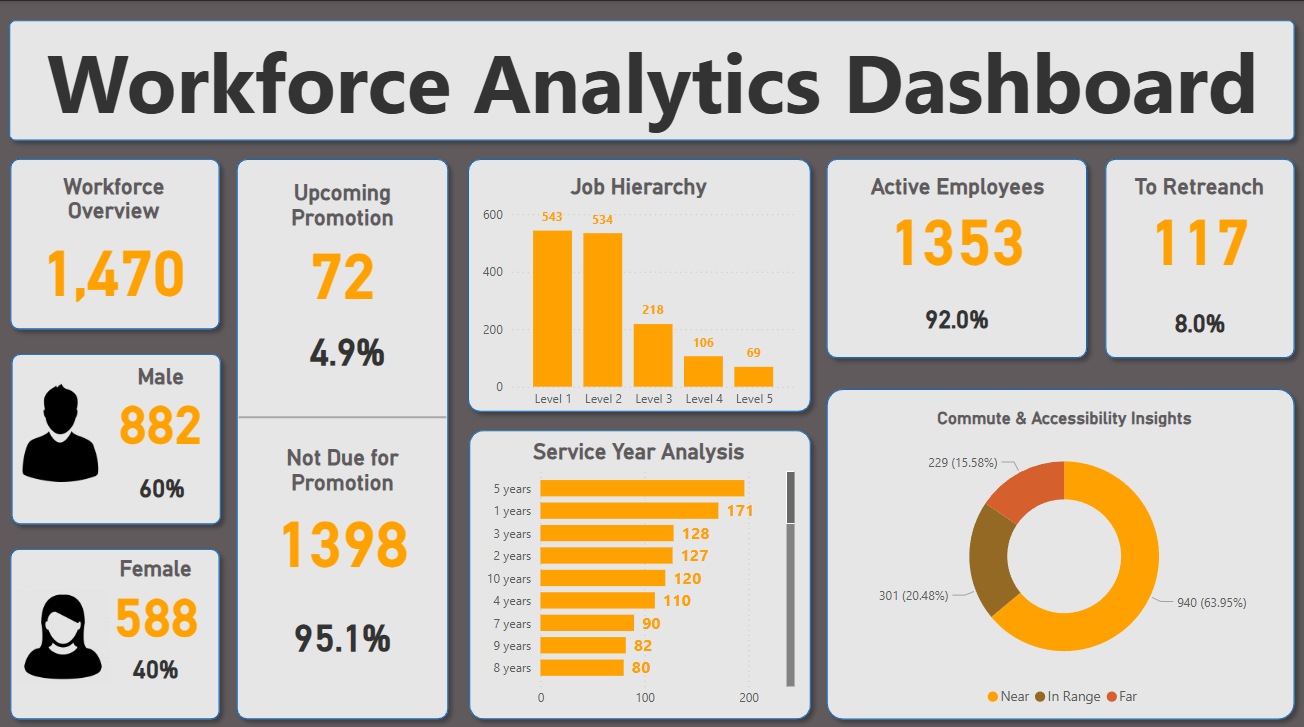 Workforce Analytics Dashboard
Workforce
Overview
1,470
Male
882
60%
Female
588
40%
Upcoming
Promotion
72
4.9%
Not Due for
Promotion
1398
95.1%
Job Hierarchy
600
400
200
0
543
534
218
106
69
Level 1
Level 2
Level 3
Level 4
Level 5
Service Year Analysis
5 years
1 years 171
3 years 128
2 years 127
10 years 120
4 years 110
7 years 90
9 years 82
8 years 80
0 100 200
Active Employees
1353
92.0%
To Retreanch
117
8.0%
Commute & Accessibility Insights
229 (15.58%)
301 (20.48%)
940 (63.95%)
Near In Range Far